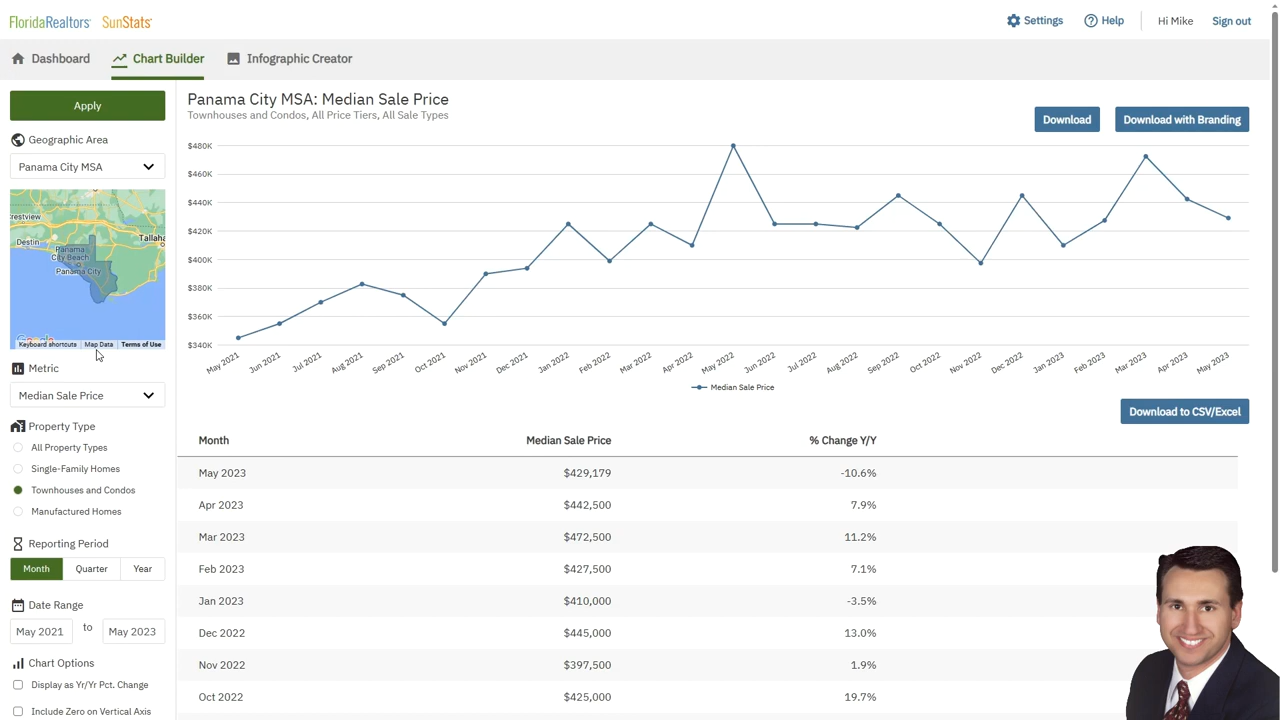 FloridaRealtors SunStats
Settings
Help
Hi Mike
Sign out
Dashboard
Chart Builder
Infographic Creator
Apply
Geographic Area
Panama City MSA
Crestview
Destin
Panama
City Beach
Panama City
Tallaha
Google
Keyboard shortcuts
Map Data
Terms of Use
Metric
Median Sale Price
Property Type
All Property Types
Single-Family Homes
Townhouses and Condos
Manufactured Homes
Reporting Period
Month Quarter Year
Date Range
May 2021 to May 2023
Chart Options
Display as Yr/Yr Pct. Change
Include Zero on Vertical Axis
Panama City MSA: Median Sale Price
Townhouses and Condos, All Price Tiers, All Sale Types
Download
Download with Branding
$480K
$460K
$440K
$420K
$400K
$380K
$360K
$340K
May 2021 Jun 2021 Jul 2021 Aug 2021 Sep 2021 Oct 2021 Nov 2021 Dec 2021 Jan 2022 Feb 2022 Mar 2022 Apr 2022 May 2022 Jun 2022 Jul 2022 Aug 2022 Sep 2022 Oct 2022 Nov 2022 Dec 2022 Jan 2023 Feb 2023 Mar 2023 Apr 2023 May 2023
Median Sale Price
Download to CSV/Excel
Month Median Sale Price % Change Y/Y
May 2023 $429,179 -10.6%
Apr 2023 $442,500 7.9%
Mar 2023 $472,500 11.2%
Feb 2023 $427,500 7.1%
Jan 2023 $410,000 -3.5%
Dec 2022 $445,000 13.0%
Nov 2022 $397,500 1.9%
Oct 2022 $425,000 19.7%